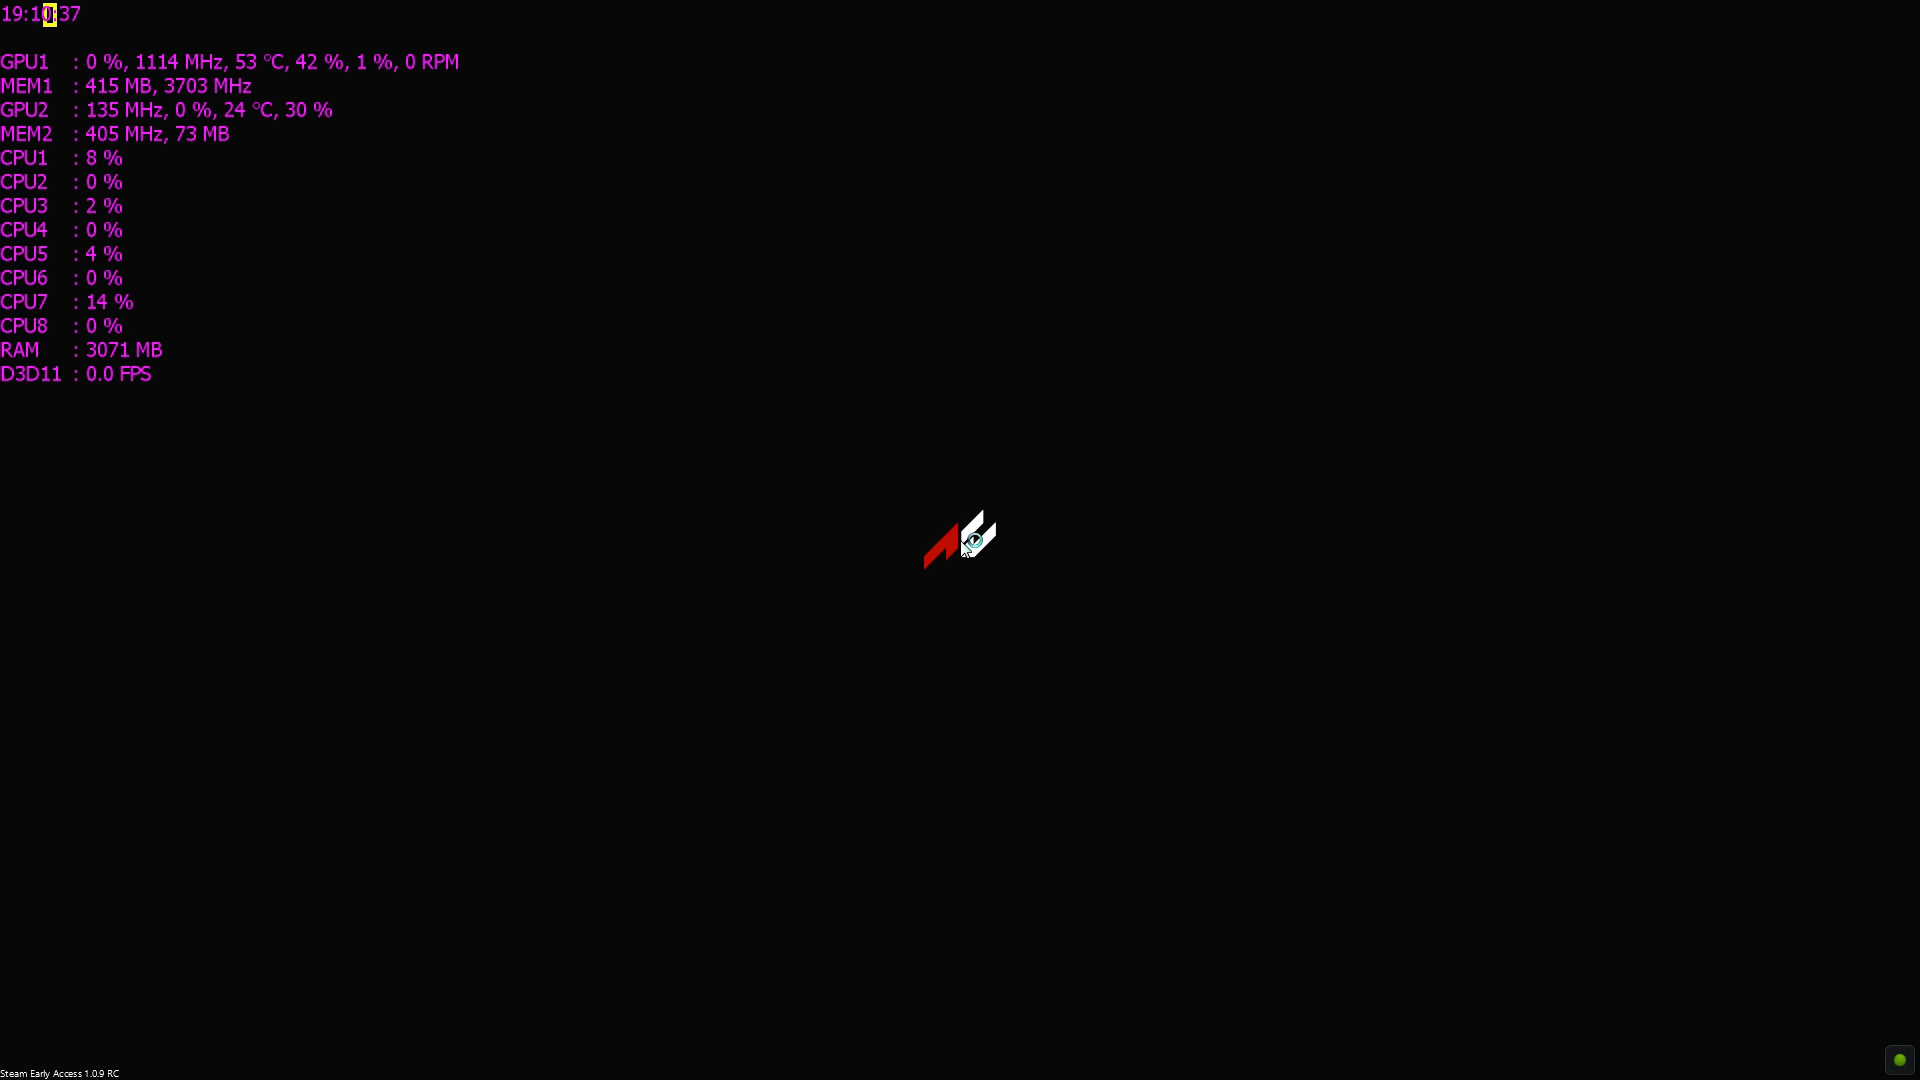 19:10:37
GPU1 : 0 %, 1114 MHz, 53 °C, 42 %, 1 %, 0 RPM
MEM1 : 415 MB, 3703 MHz
GPU2 : 135 MHz, 0 %, 24 °C, 30 %
MEM2 : 405 MHz, 73 MB
CPU1 : 8 %
CPU2 : 0 %
CPU3 : 2 %
CPU4 : 0 %
CPU5 : 4 %
CPU6 : 0 %
CPU7 : 14 %
CPU8 : 0 %
RAM : 3071 MB
D3D11 : 0.0 FPS
Steam Early Access 1.0.9 RC